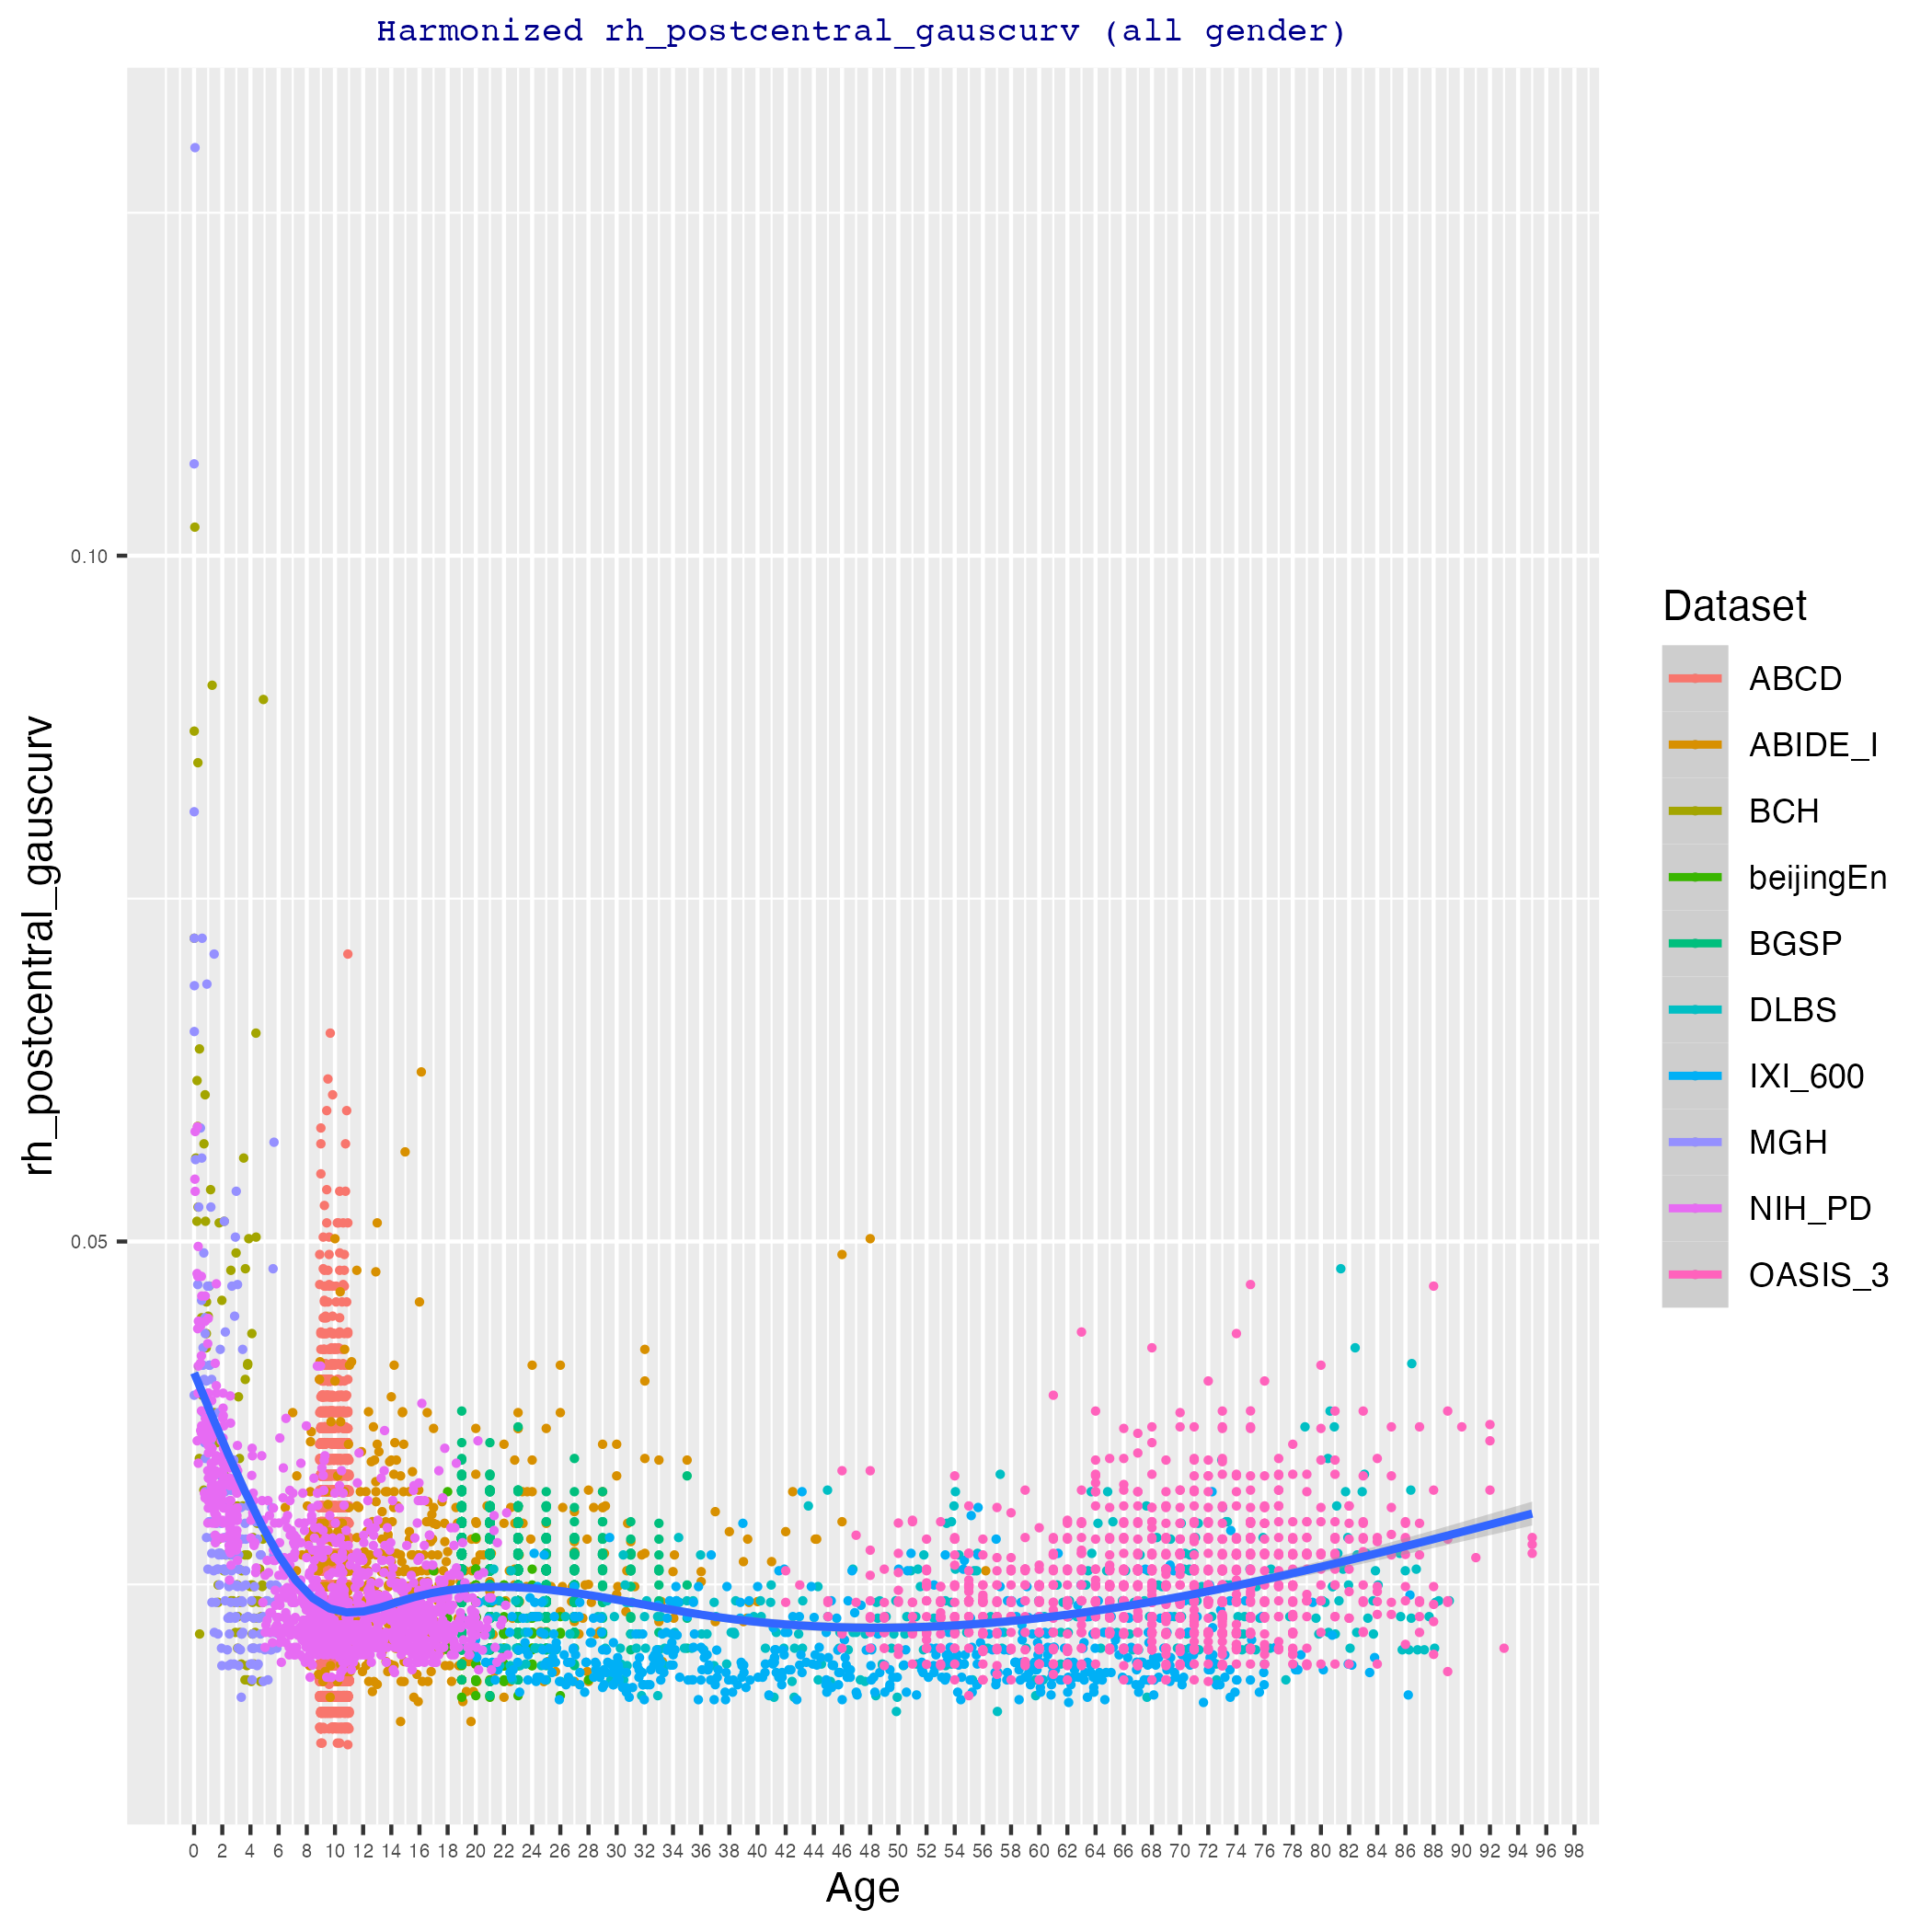 Harmonized rh_postcentral_gauscurv (all gender)
rh_postcentral_gauscurv
0.10
0.05
0 2 4 6 8 10 12 14 16 18 20 22 24 26 28 30 32 34 36 38 40 42 44 46 48 50 52 54 56 58 60 62 64 66 68 70 72 74 76 78 80 82 84 86 88 90 92 94 96 98
Age
Dataset
ABCD
ABIDE_I
BCH
beijingEn
BGSP
DLBS
IXI_600
MGH
NIH_PD
OASIS_3